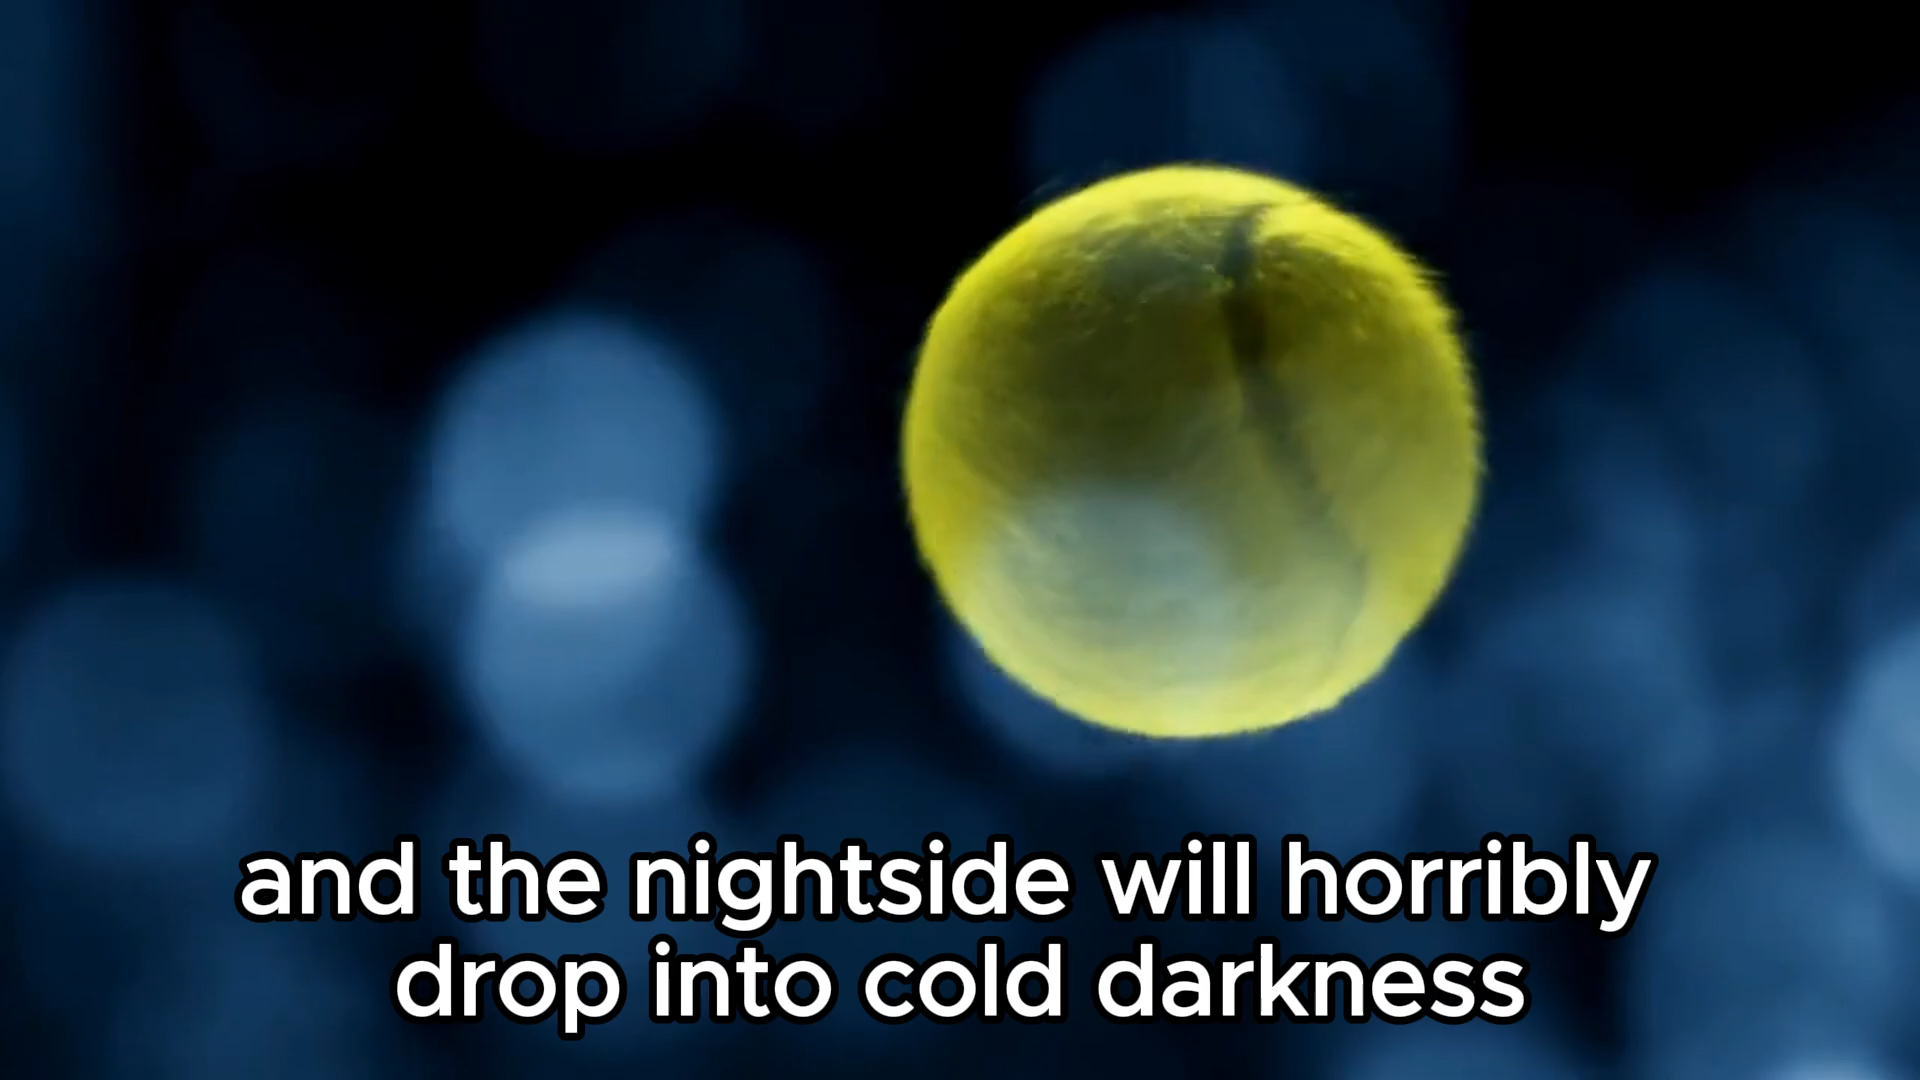 and the nightside will horribly
drop into cold darkness